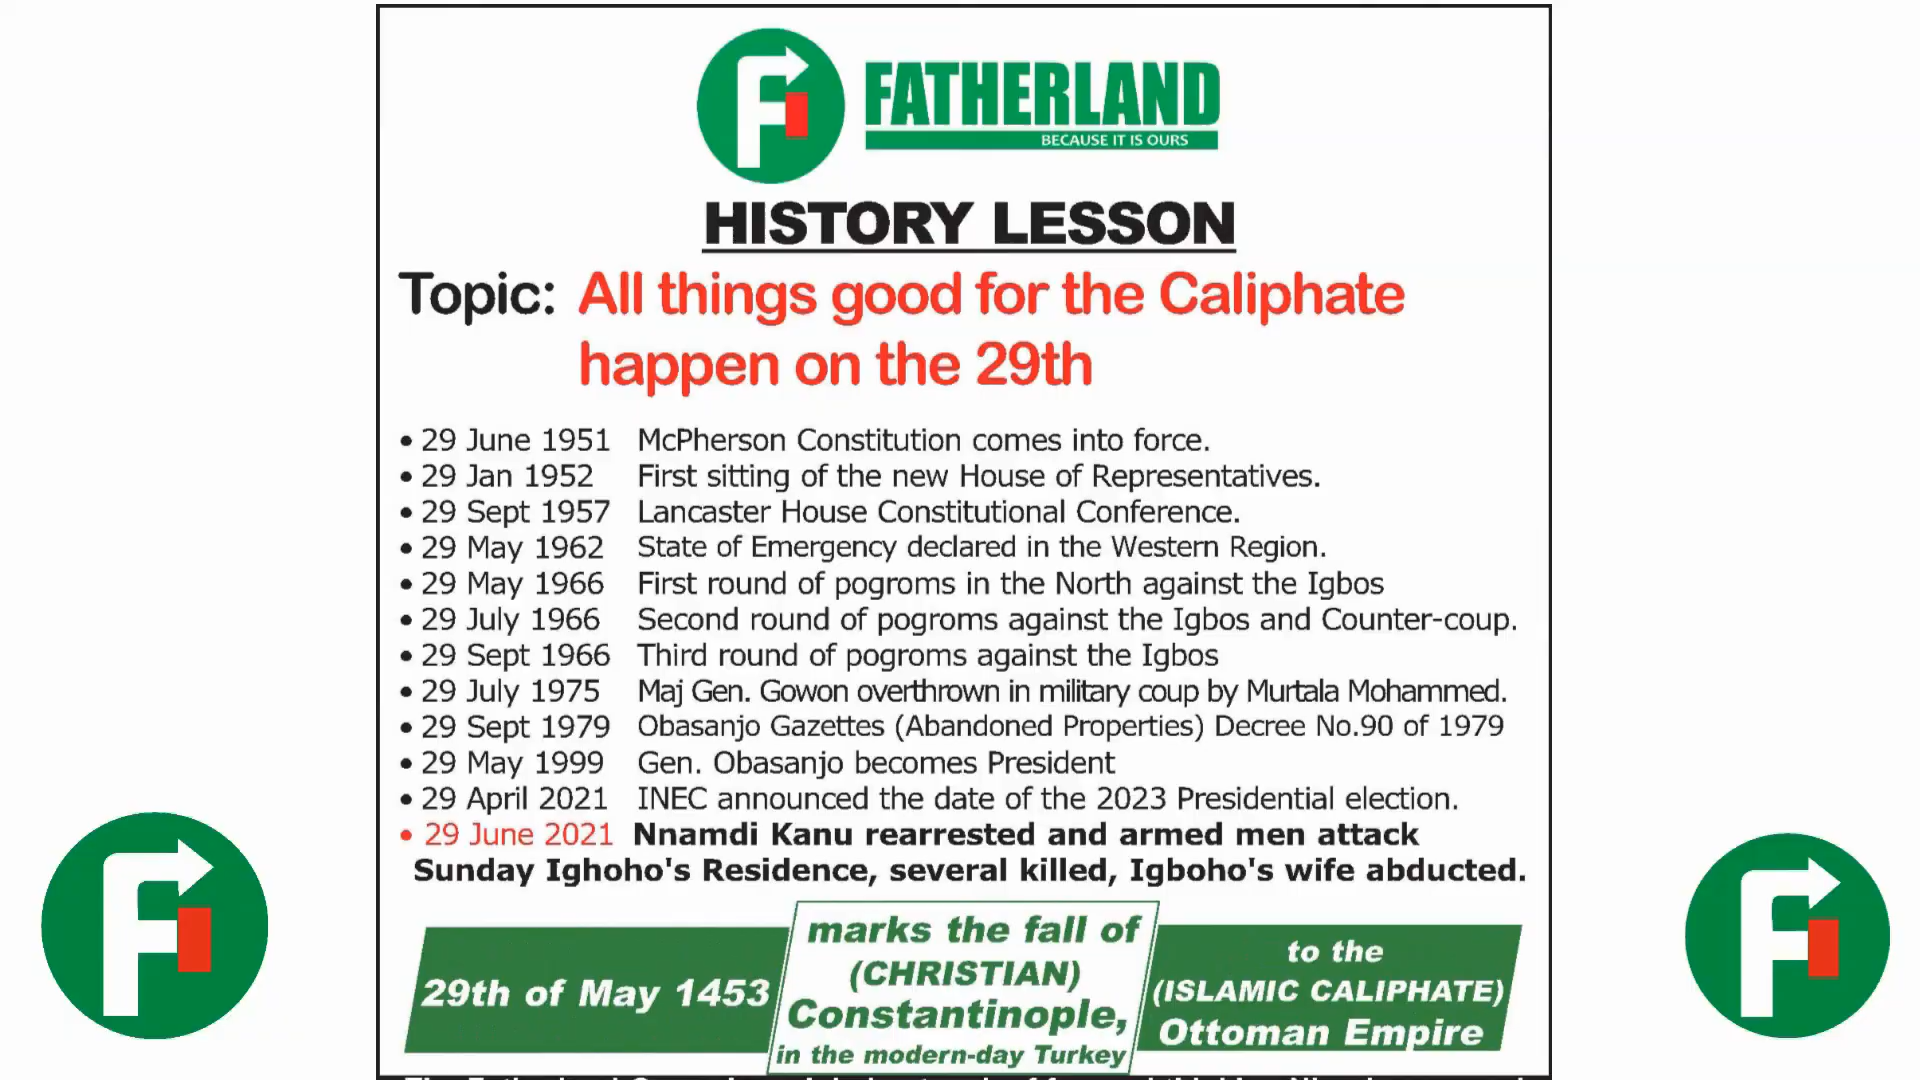 FATHERLAND
BECAUSE IT IS OURS
HISTORY LESSON
Topic: All things good for the Caliphate
happen on the 29th
• 29 June 1951 McPherson Constitution comes into force.
• 29 Jan 1952 First sitting of the new House of Representatives.
• 29 Sept 1957 Lancaster House Constitutional Conference.
• 29 May 1962 State of Emergency declared in the Western Region.
• 29 May 1966 First round of pogroms in the North against the Igbos
• 29 July 1966 Second round of pogroms against the Igbos and Counter-coup.
• 29 Sept 1966 Third round of pogroms against the Igbos
• 29 July 1975 Maj Gen. Gowon overthrown in military coup by Murtala Mohammed.
• 29 Sept 1979 Obasanjo Gazettes (Abandoned Properties) Decree No.90 of 1979
• 29 May 1999 Gen. Obasanjo becomes President
• 29 April 2021 INEC announced the date of the 2023 Presidential election.
• 29 June 2021 Nnamdi Kanu rearrested and armed men attack
Sunday Ighoho's Residence, several killed, Igboho's wife abducted.
29th of May 1453
marks the fall of
(CHRISTIAN)
Constantinople,
in the modern-day Turkey
to the
(ISLAMIC CALIPHATE)
Ottoman Empire